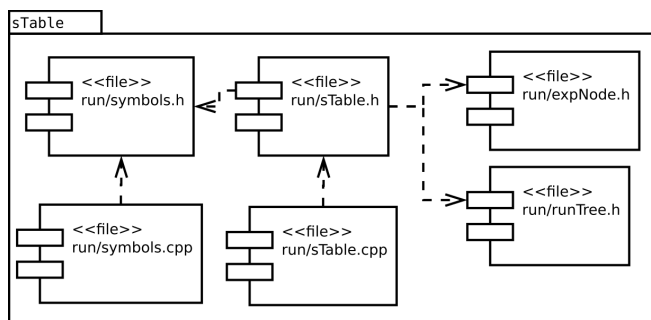 sTable
<<file>>
run/symbols.h
<<file>>
run/sTable.h
<<file>>
run/expNode.h
<<file>>
run/symbols.cpp
<<file>>
run/sTable.cpp
<<file>>
run/runTree.h